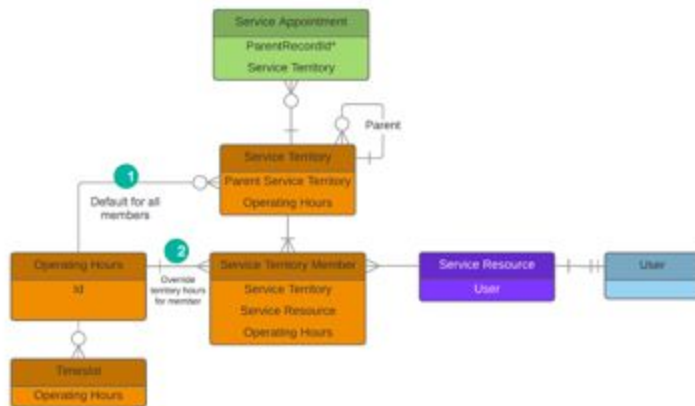 Service Appointment
ParentRecordId*
Service Territory
Parent
Service Territory
Parent Service Territory
Operating Hours
1
Default for all
members
2
Override
territory hours
for member
Operating Hours
Id
Service Territory Member
Service Territory
Service Resource
Operating Hours
Service Resource
User
User
Timeslot
Operating Hours